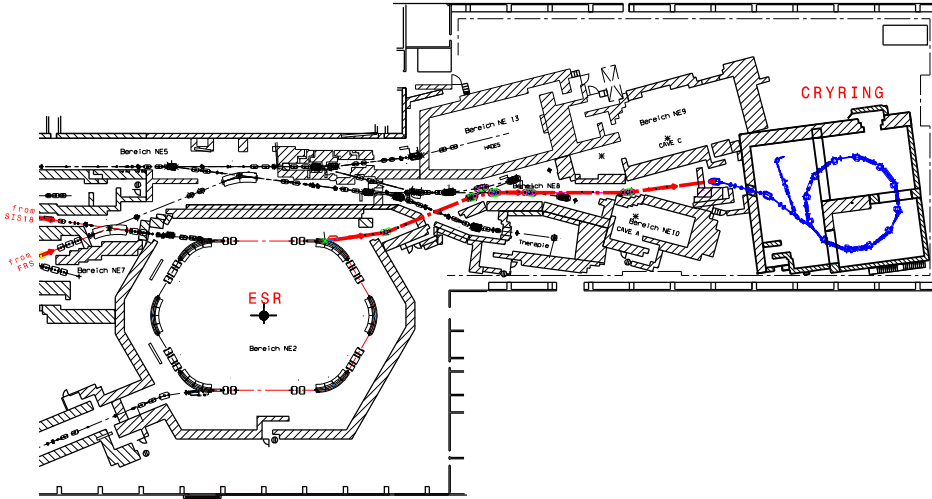 CRYRING
Bereich NE9
Bereich NE 13
Bereich NE5
HADES
CAVE C
Bereich NE8
from
SIS18
Bereich NE10
CAVE A
Therapie
from
FRS
Bereich NE7
ESR
Bereich NE2